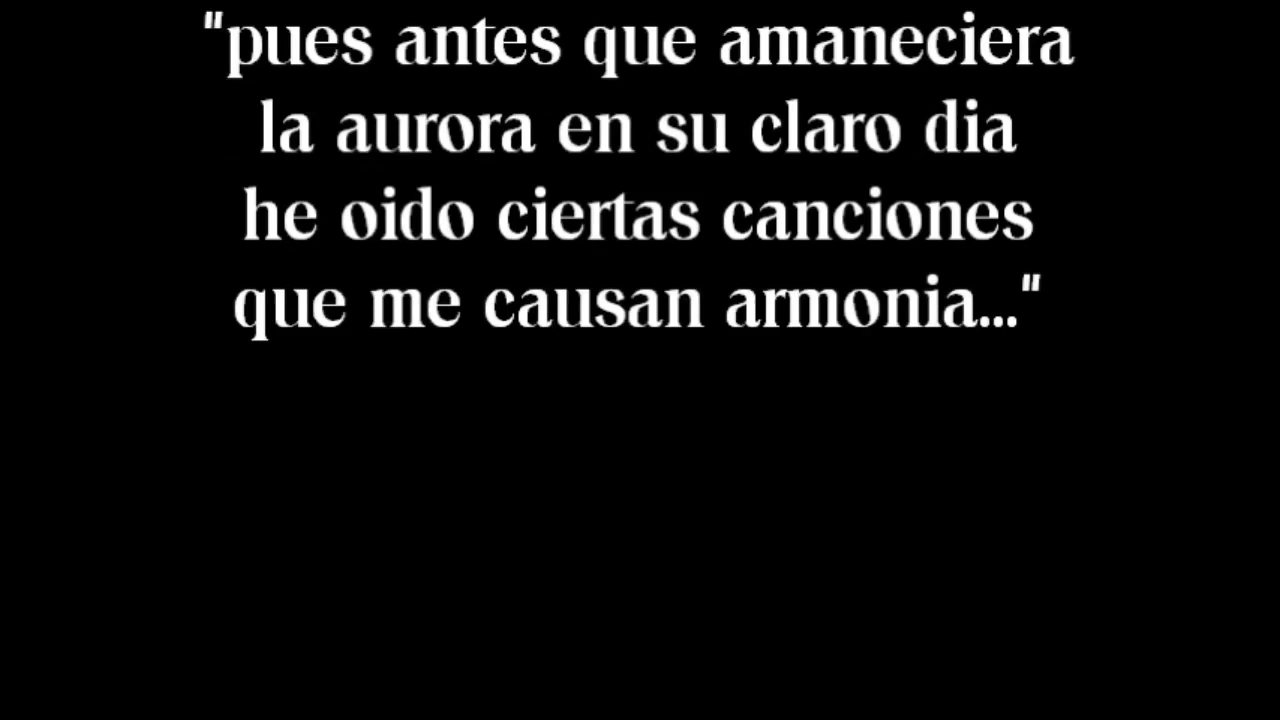 "pues antes que amaneciera
la aurora en su claro dia
he oido ciertas canciones
que me causan armonia..."